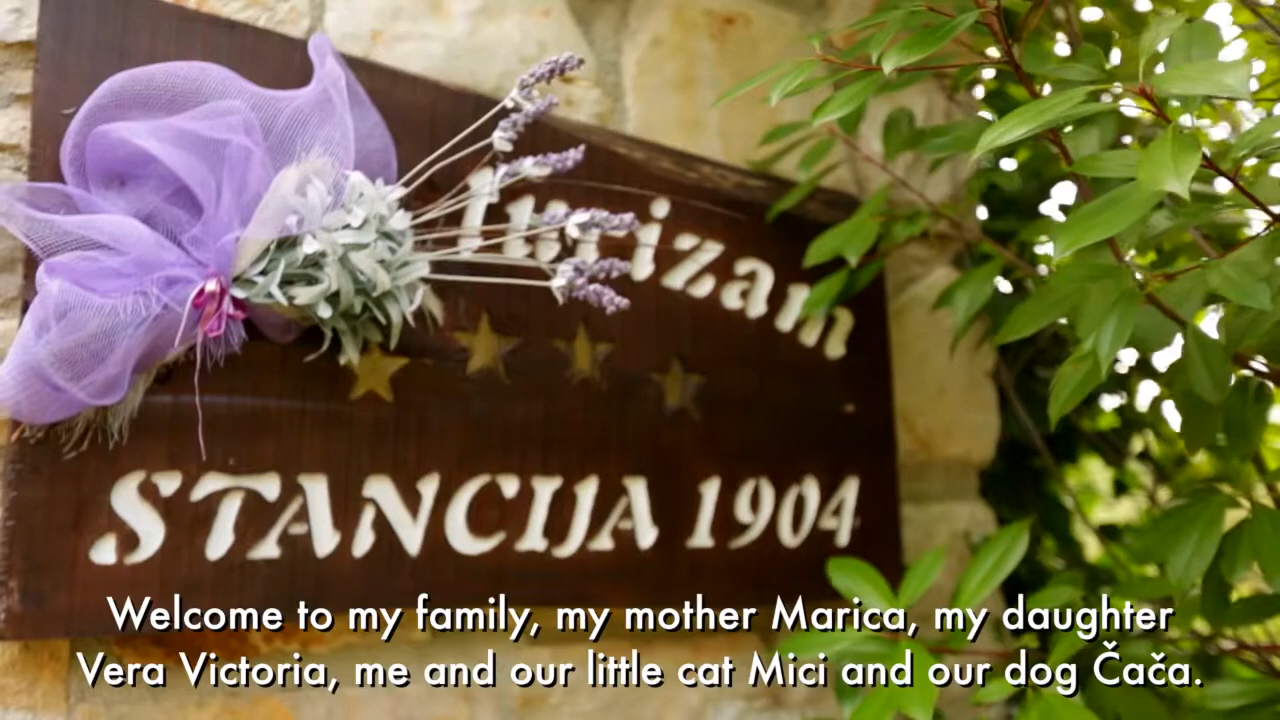 STANCIJA 1904
Welcome to my family, my mother Marica, my daughter
Vera Victoria, me and our little cat Mici and our dog Čača.